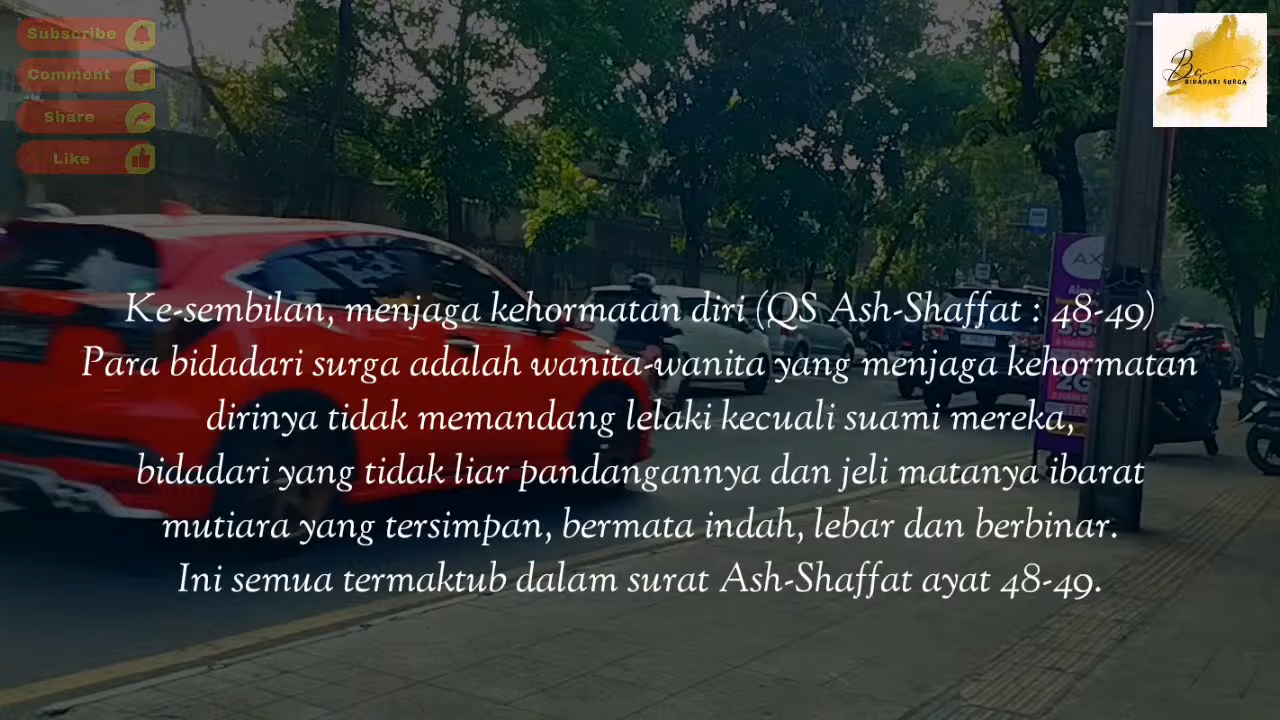 Subscribe
Comment
Share
Like
BIDADARI SURGA
AX
Ke-sembilan, menjaga kehormatan diri (QS Ash-Shaffat : 48-49)
Para bidadari surga adalah wanita-wanita yang menjaga kehormatan
dirinya tidak memandang lelaki kecuali suami mereka,
bidadari yang tidak liar pandangannya dan jeli matanya ibarat
mutiara yang tersimpan, bermata indah, lebar dan berbinar.
Ini semua termaktub dalam surat Ash-Shaffat ayat 48-49.